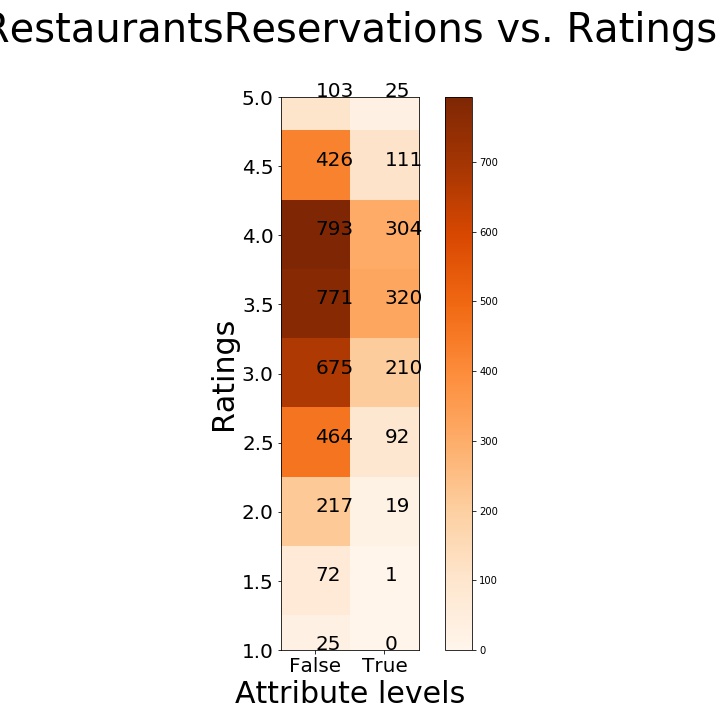 RestaurantsReservations vs. Ratings
5.0 103 25
4.5 426 111 700
4.0 793 304 600
3.5 771 320 500
3.0 675 210 400
2.5 464 92 300
2.0 217 19 200
1.5 72 1 100
1.0 25 0 0
Ratings
False True
Attribute levels